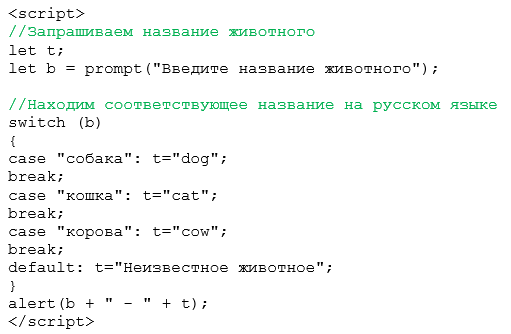 <script>
//Запрашиваем название животного
let t;
let b = prompt("Введите название животного");
//Находим соответствующее название на русском языке
switch (b)
{
case "собака": t="dog";
break;
case "кошка": t="cat";
break;
case "корова": t="cow";
break;
default: t="Неизвестное животное";
}
alert(b + " - " + t);
</script>